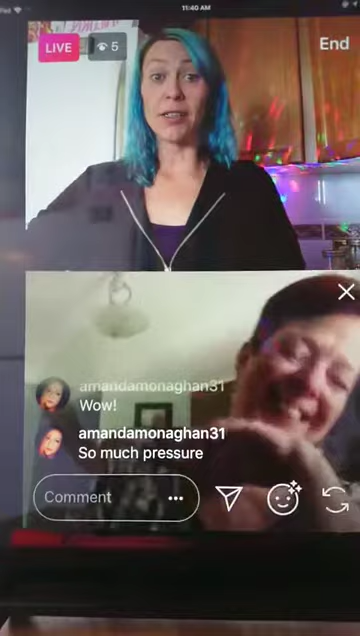 11:40 AM
LIVE
5
End
amandamonaghan31
Wow!
amandamonaghan31
So much pressure
Comment